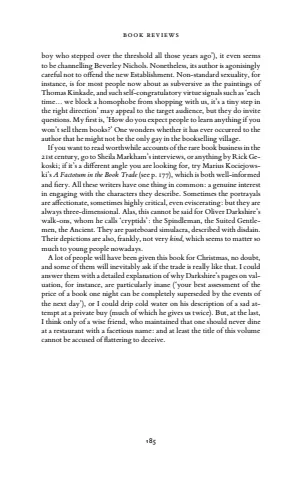 BOOK REVIEWS
boy who stepped over the threshold all those years ago'), it even seems
to be channelling Beverley Nichols. Nonetheless, its author is agonisingly
careful not to offend the new Establishment. Non-standard sexuality, for
instance, is for most people now about as subversive as the paintings of
Thomas Kinkade, and such self-congratulatory virtue signals such as 'each
time… we block a homophobe from shopping with us, it's a tiny step in
the right direction' may appeal to the target audience, but they do invite
questions. My first is, 'How do you expect people to learn anything if you
won't sell them books?' One wonders whether it has ever occurred to the
author that he might not be the only gay in the bookselling village.
If you want to read worthwhile accounts of the rare book business in the
21st century, go to Sheila Markham's interviews, or anything by Rick Ge-
koski; if it's a different angle you are looking for, try Marius Kociejows-
ki's A Factotum in the Book Trade (see p. 177), which is both well-informed
and fiery. All these writers have one thing in common: a genuine interest
in engaging with the characters they describe. Sometimes the portrayals
are affectionate, sometimes highly critical, even eviscerating: but they are
always three-dimensional. Alas, this cannot be said for Oliver Darkshire's
walk-ons, whom he calls 'cryptids': the Spindleman, the Suited Gentle-
men, the Ancient. They are pasteboard simulacra, described with disdain.
Their depictions are also, frankly, not very kind, which seems to matter so
much to young people nowadays.
A lot of people will have been given this book for Christmas, no doubt,
and some of them will inevitably ask if the trade is really like that. I could
answer them with a detailed explanation of why Darkshire's pages on val-
uation, for instance, are particularly inane ('your best assessment of the
price of a book one night can be completely superseded by the events of
the next day'), or I could drip cold water on his description of a sad at-
tempt at a private buy (much of which he gives us twice). But, at the last,
I think only of a wise friend, who maintained that one should never dine
at a restaurant with a facetious name: and at least the title of this volume
cannot be accused of flattering to deceive.
185